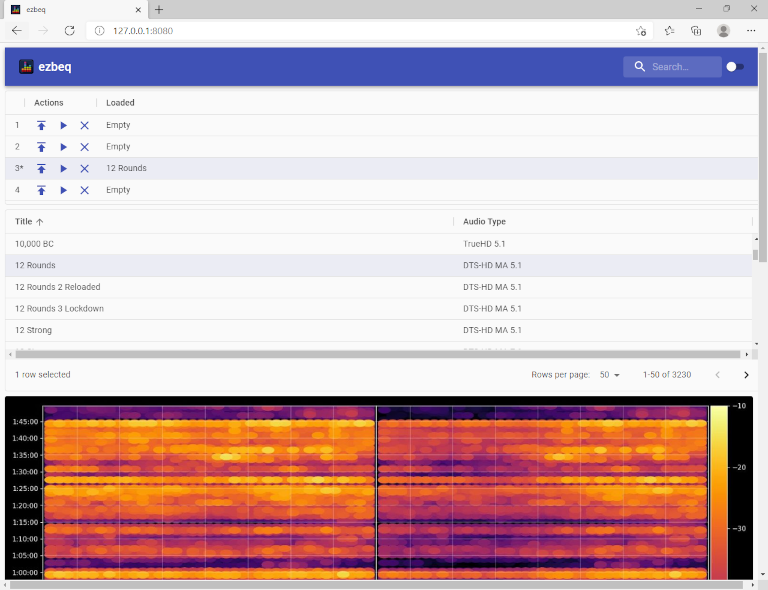 ezbeq
127.0.0.1:8080
ezbeq
Search...
Actions Loaded
1 Empty
2 Empty
3* 12 Rounds
4 Empty
Title Audio Type
10,000 BC TrueHD 5.1
12 Rounds DTS-HD MA 5.1
12 Rounds 2 Reloaded DTS-HD MA 5.1
12 Rounds 3 Lockdown DTS-HD MA 5.1
12 Strong DTS-HD MA 5.1
1 row selected Rows per page: 50 1-50 of 3230
-10
1:45:00
1:40:00
1:35:00
-20
1:30:00
1:25:00
1:20:00
1:15:00
-30
1:10:00
1:05:00
1:00:00